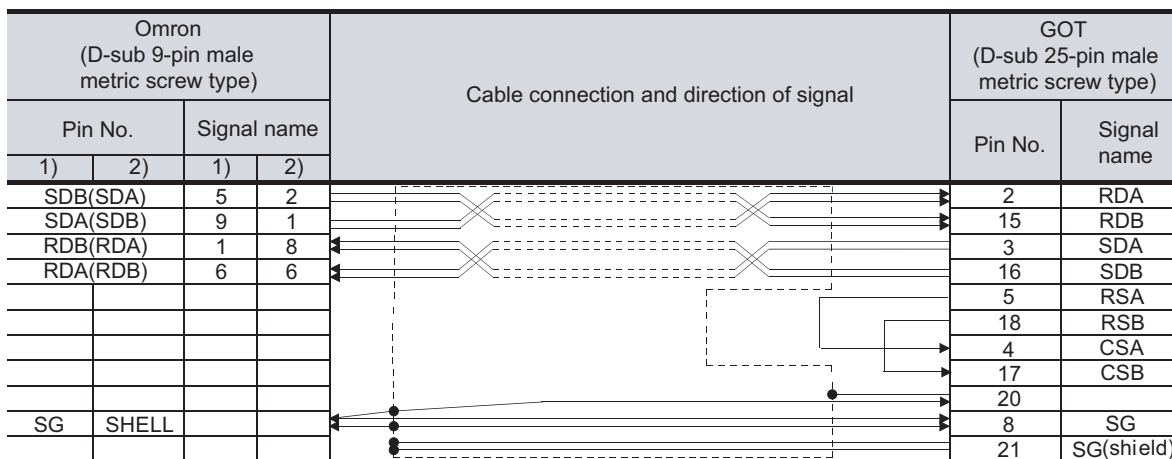 Omron
(D-sub 9-pin male
metric screw type)
Cable connection and direction of signal
GOT
(D-sub 25-pin male
metric screw type)
Pin No.
Signal name
Pin No.
Signal
name
1) 2) 1) 2)
SDB(SDA) 5 2 2 RDA
SDA(SDB) 9 1 15 RDB
RDB(RDA) 1 8 3 SDA
RDA(RDB) 6 6 16 SDB
5 RSA
18 RSB
4 CSA
17 CSB
20
SG SHELL 8 SG
21 SG(shield)